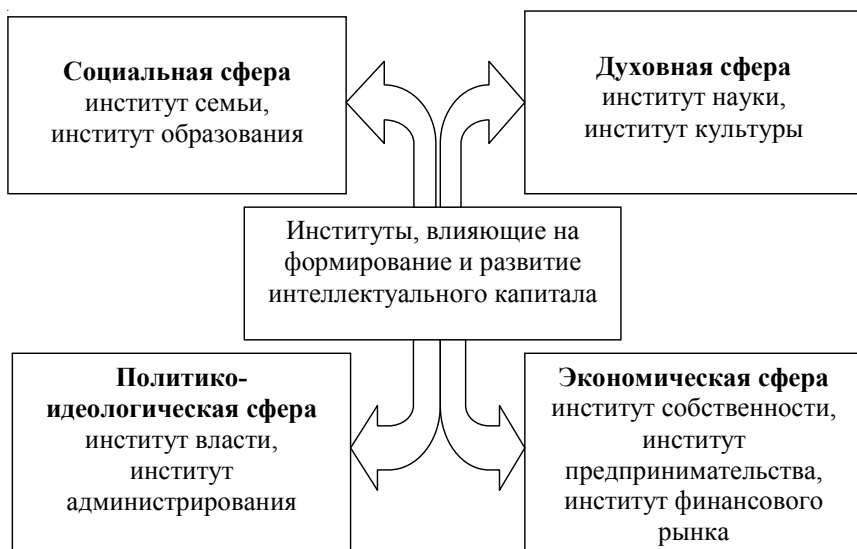 Социальная сфера
институт семьи,
институт образования
Духовная сфера
институт науки,
институт культуры
Институты, влияющие на
формирование и развитие
интеллектуального капитала
Политико-
идеологическая сфера
институт власти,
институт
администрирования
Экономическая сфера
институт собственности,
институт
предпринимательства,
институт финансового
рынка